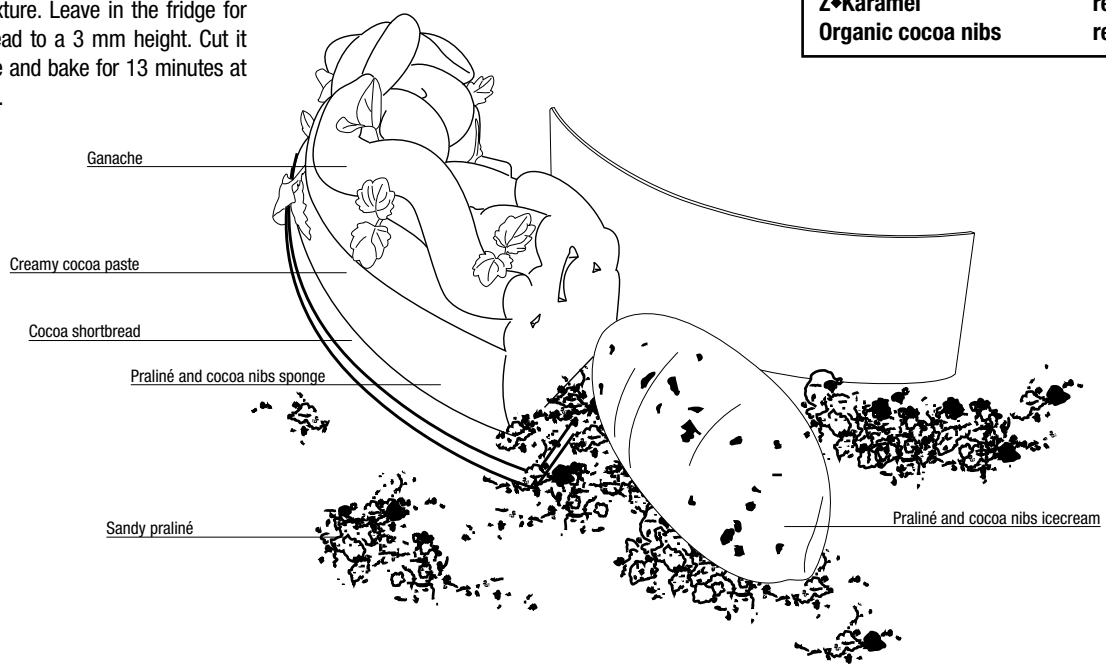 xture. Leave in the fridge for
ead to a 3 mm height. Cut it
e and bake for 13 minutes at
.
Z◆Karamel re
Organic cocoa nibs re
Ganache
Creamy cocoa paste
Cocoa shortbread
Praliné and cocoa nibs sponge
Sandy praliné
Praliné and cocoa nibs icecream